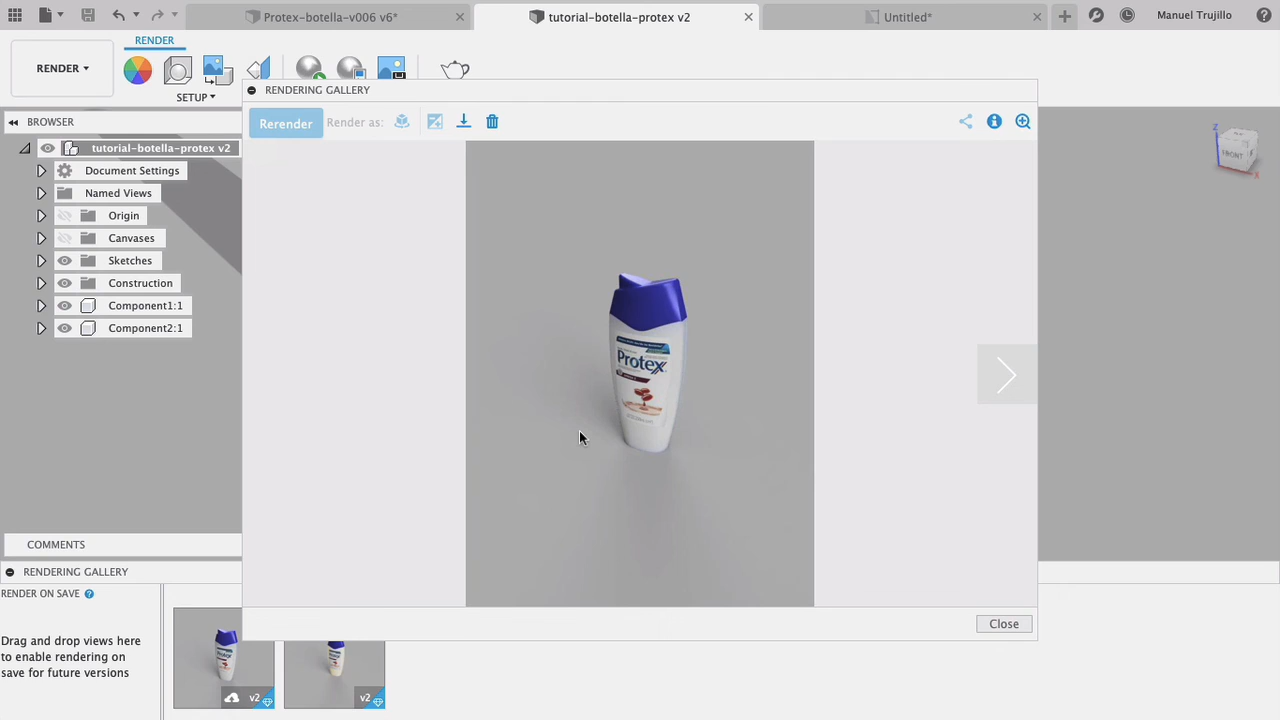 Protex-botella-v006 v6*
tutorial-botella-protex v2
Untitled*
Manuel Trujillo
RENDER
RENDER
SETUP
RENDERING GALLERY
BROWSER
Rerender
Render as:
tutorial-botella-protex v2
Document Settings
Named Views
Origin
Canvases
Sketches
Construction
Component1:1
Component2:1
Z
FRONT
X
Protex
COMMENTS
RENDERING GALLERY
RENDER ON SAVE
Drag and drop views here
to enable rendering on
save for future versions
v2
v2
Close